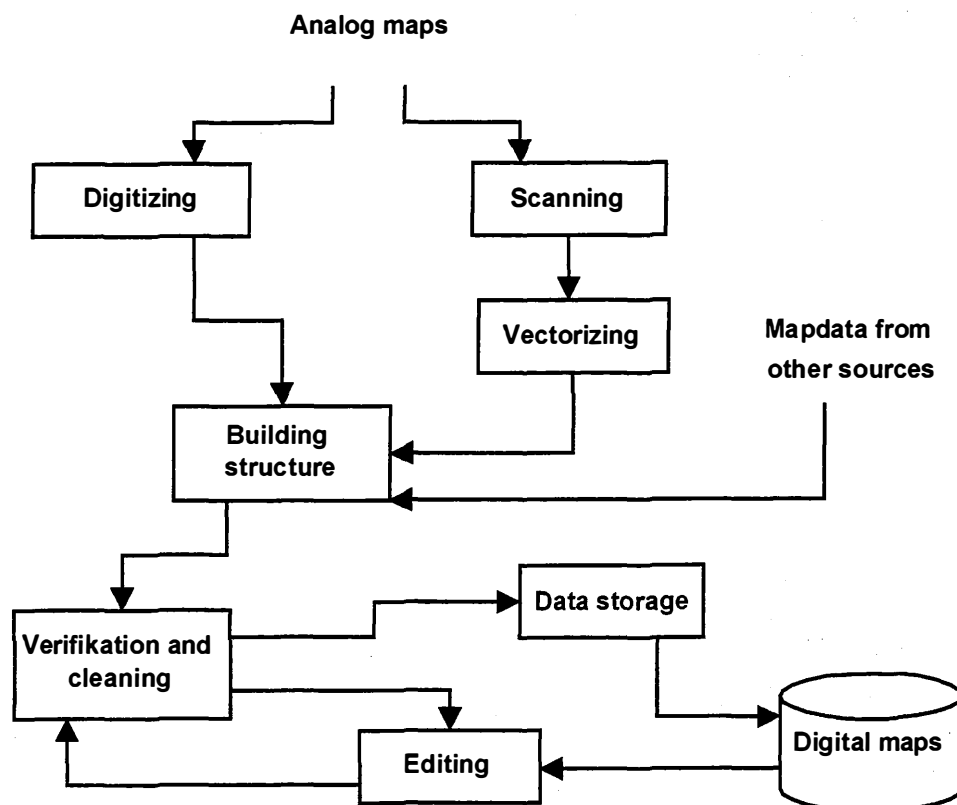 Analog maps
Digitizing
Scanning
Vectorizing
Mapdata from
other sources
Building
structure
Data storage
Verifikation and
cleaning
Digital maps
Editing